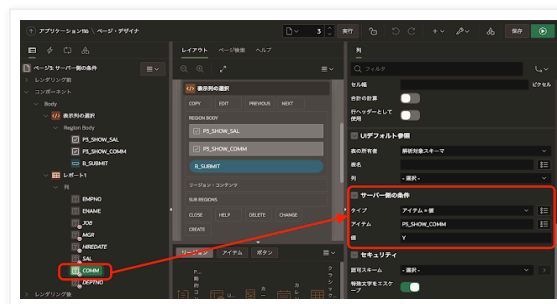 アプリケーション116 \ ページ・デザイナ
3
実行
保存
ページ3: サーバー側の条件
レンダリング前
コンポーネント
Body
表示列の選択
Region Body
P3_SHOW_SAL
P3_SHOW_COMM
B_SUBMIT
レポート1
列
EMPNO
ENAME
JOB
MGR
HIREDATE
SAL
COMM
DEPTNO
レンダリング後
レイアウト ページ検索 ヘルプ
表示列の選択
COPY EDIT PREVIOUS NEXT
REGION BODY
P3_SHOW_SAL
P3_SHOW_COMM
B_SUBMIT
リージョン・コンテンツ
SUB REGIONS
CLOSE HELP DELETE CHANGE
CREATE
リージョン アイテム ボタン
列
フィルタ
セル幅 ピクセル
合計の計算
行ヘッダーとして使用
UIデフォルト参照
表の所有者 解析対象スキーマ
表名
列 - 選択 -
サーバー側の条件
タイプ アイテム = 値
アイテム P3_SHOW_COMM
値 Y
セキュリティ
認可スキーム - 選択 -
特殊文字をエスケープ